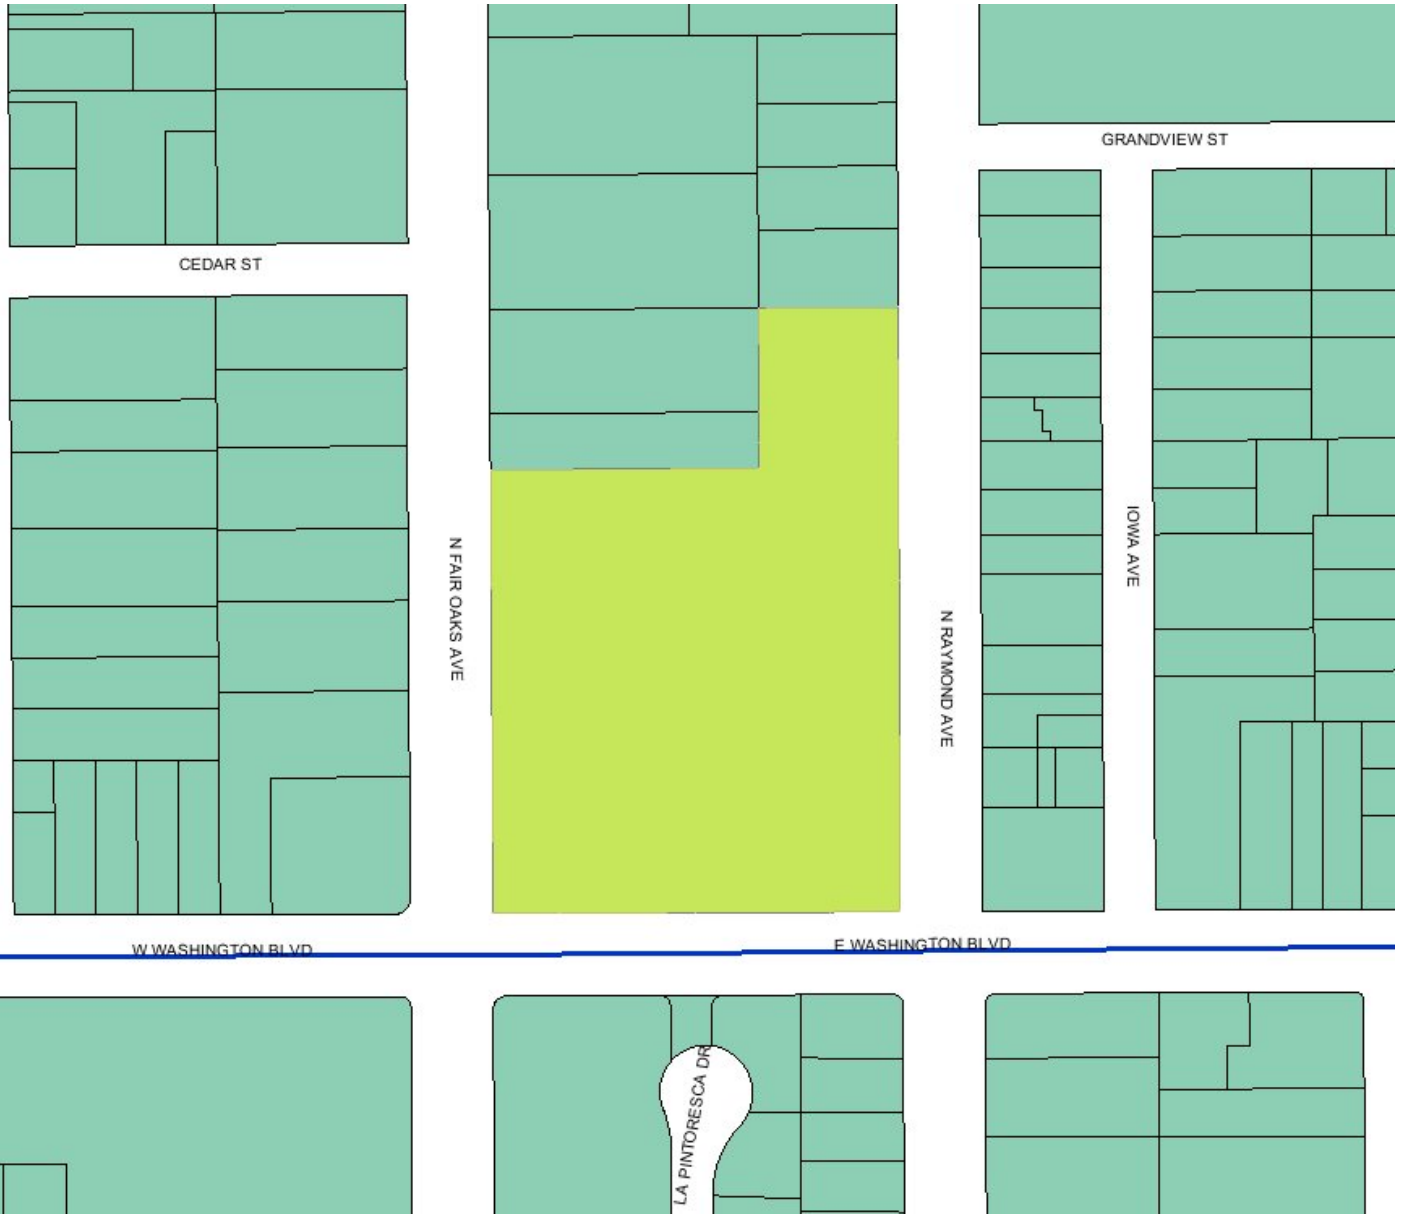 GRANDVIEW ST
CEDAR ST
IOWA AVE
N FAIR OAKS AVE
N RAYMOND AVE
W WASHINGTON BLVD
E WASHINGTON BLVD
LA PINTORESCA DR